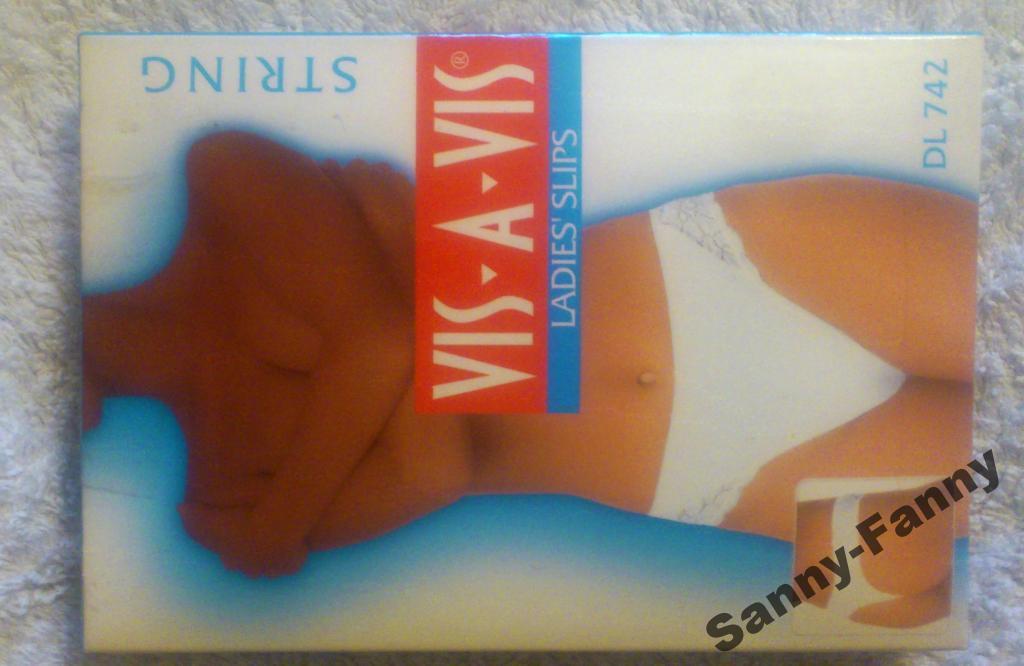 STRING
VIS-A-VIS®
LADIES' SLIPS
DL 742
Sanny-Fanny